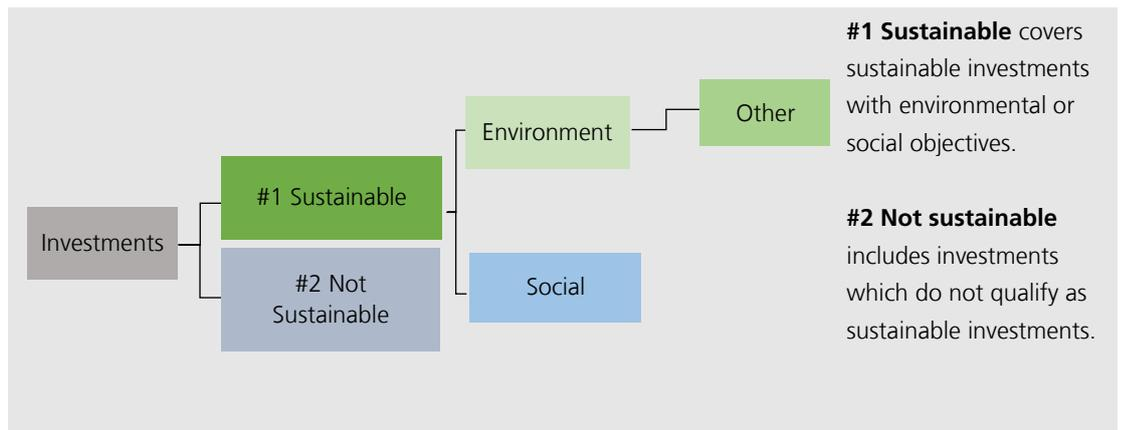 Investments
#1 Sustainable
#2 Not
Sustainable
Environment
Social
Other
#1 Sustainable covers
sustainable investments
with environmental or
social objectives.
#2 Not sustainable
includes investments
which do not qualify as
sustainable investments.